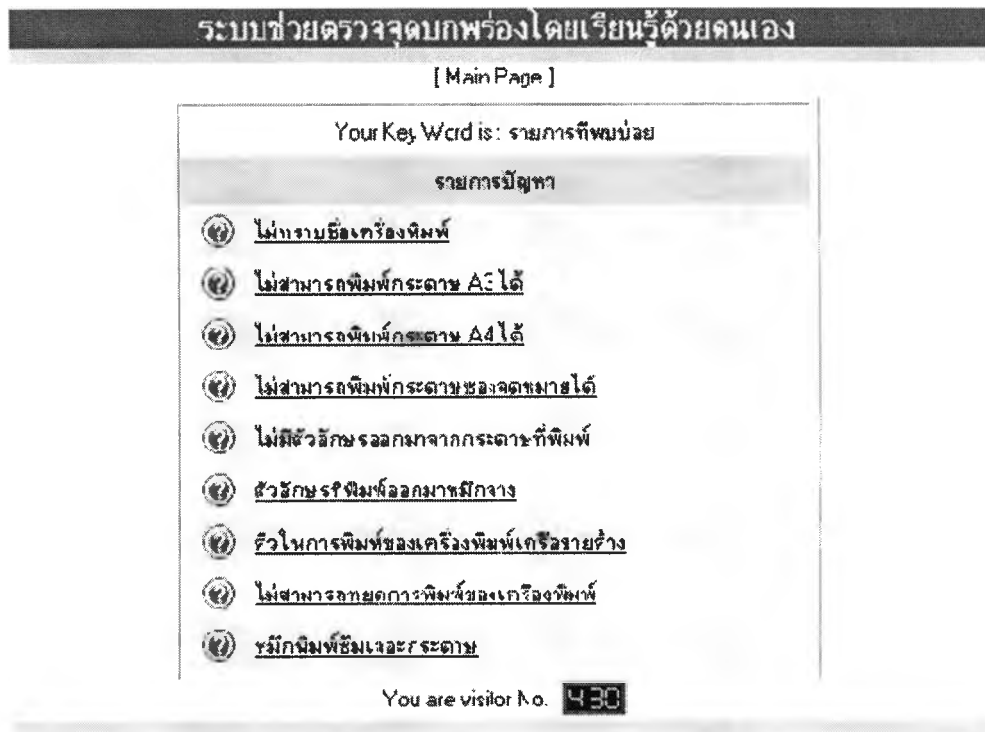 ระบบช่วยตรวจจุดบกพร่องโดยเรียนรู้ด้วยตนเอง
[ Main Page ]
Your Key Word is : รายการที่พบบ่อย
รายการปัญหา
ไม่ทราบชื่อเครื่องพิมพ์
ไม่สามารถพิมพ์กระดาษ A3 ได้
ไม่สามารถพิมพ์กระดาษ A4 ได้
ไม่สามารถพิมพ์กระดาษซองจดหมายได้
ไม่มีตัวอักษรออกมาจากกระดาษที่พิมพ์
ตัวอักษรที่พิมพ์ออกมาหมึกจาง
คิวในการพิมพ์ของเครื่องพิมพ์เครือข่ายค้าง
ไม่สามารถหยุดการพิมพ์ของเครื่องพิมพ์
หมึกพิมพ์ซึมเลอะกระดาษ
You are visitor No. 430